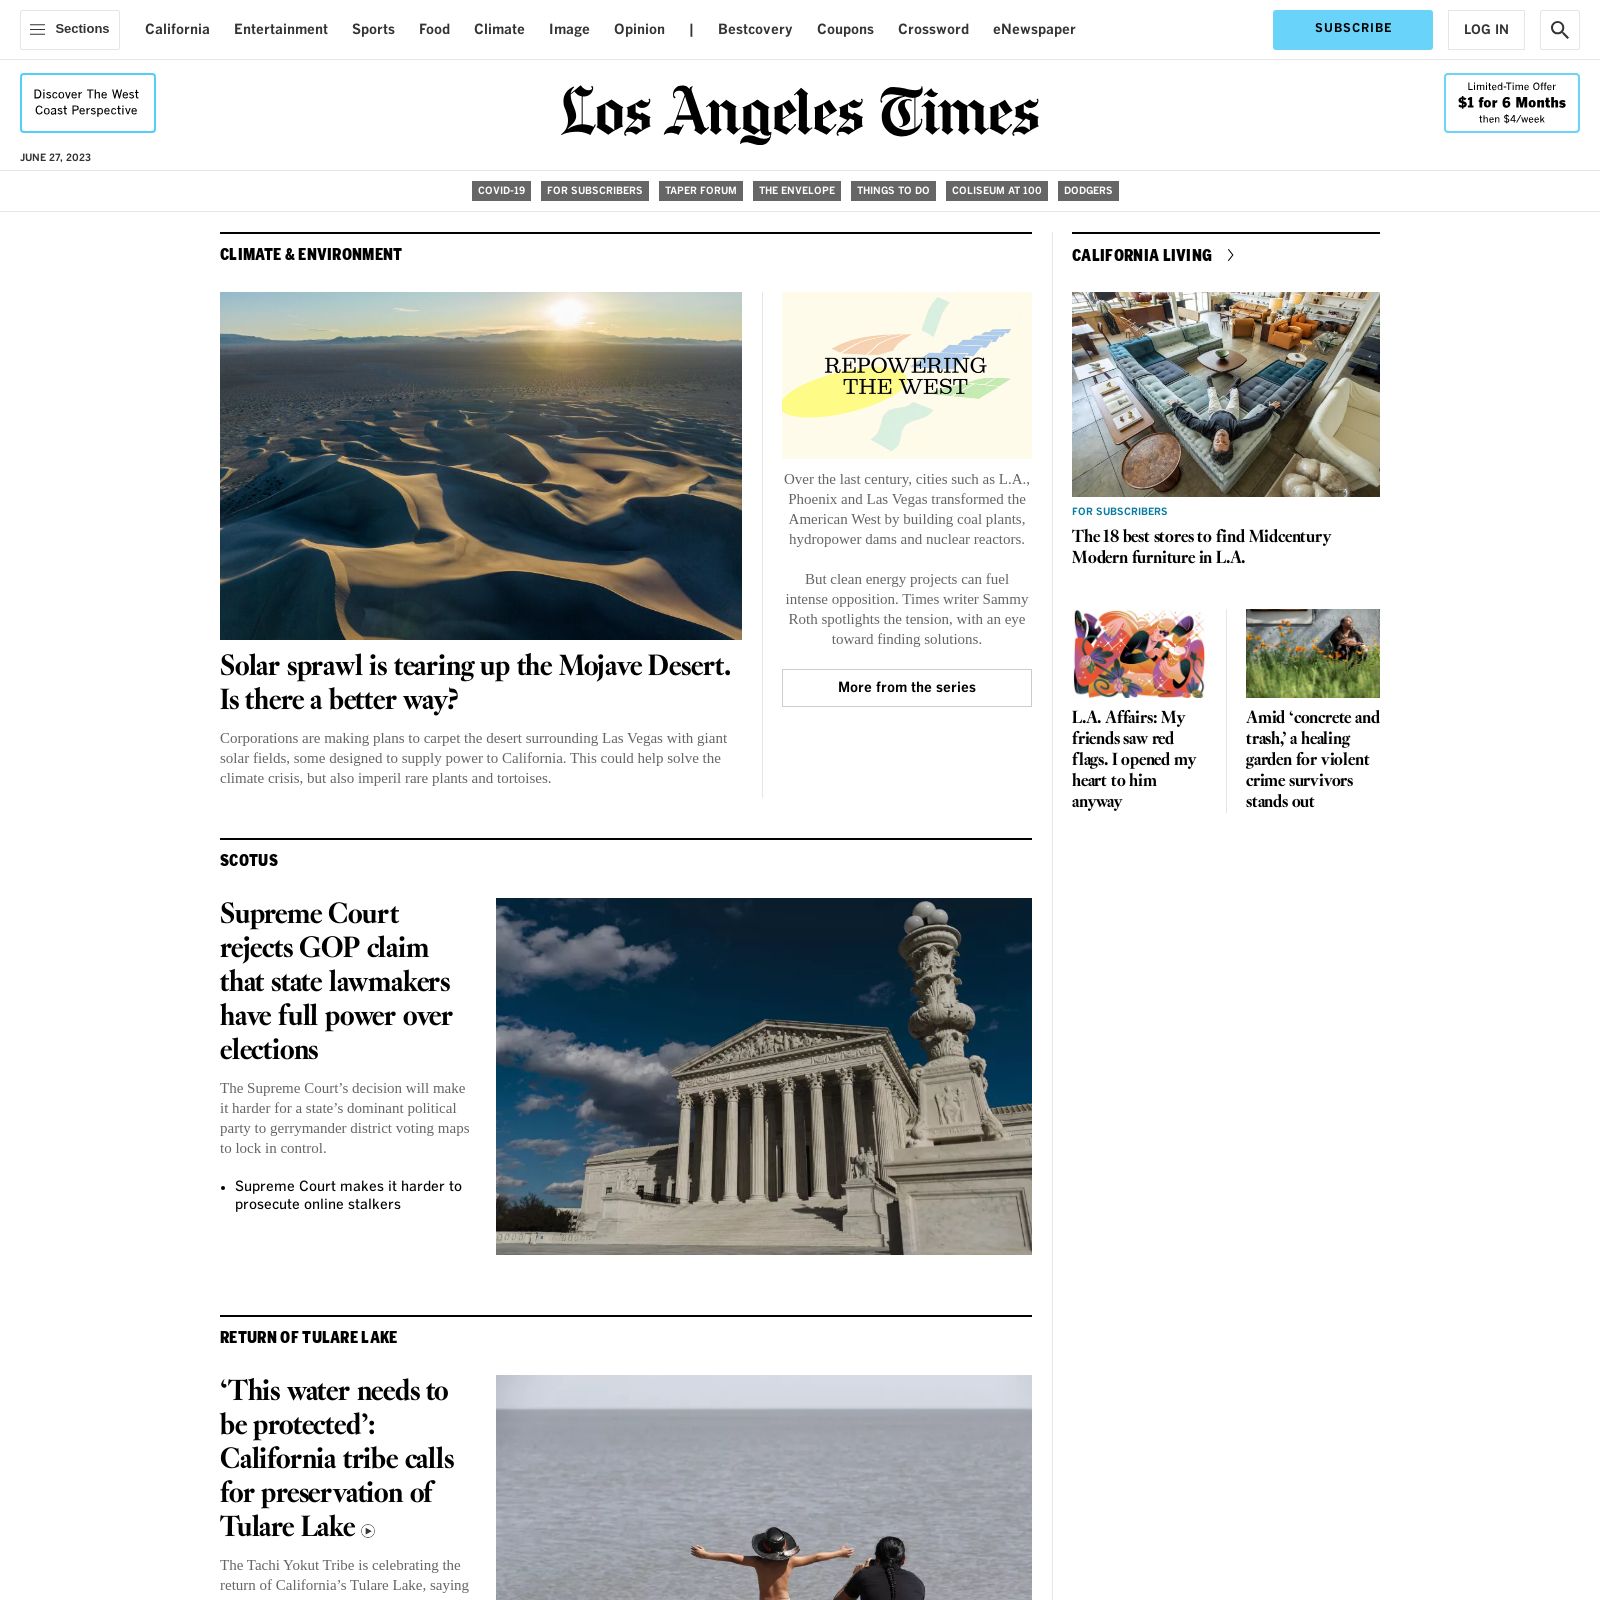 Sections
California
Entertainment
Sports
Food
Climate
Image
Opinion
|
Bestcovery
Coupons
Crossword
eNewspaper
SUBSCRIBE
LOG IN
Discover The West
Coast Perspective
Los Angeles Times
Limited-Time Offer
$1 for 6 Months
then $4/week
JUNE 27, 2023
COVID-19
FOR SUBSCRIBERS
TAPER FORUM
THE ENVELOPE
THINGS TO DO
COLISEUM AT 100
DODGERS
CLIMATE & ENVIRONMENT
Solar sprawl is tearing up the Mojave Desert.
Is there a better way?
Corporations are making plans to carpet the desert surrounding Las Vegas with giant
solar fields, some designed to supply power to California. This could help solve the
climate crisis, but also imperil rare plants and tortoises.
REPOWERING
THE WEST
Over the last century, cities such as L.A.,
Phoenix and Las Vegas transformed the
American West by building coal plants,
hydropower dams and nuclear reactors.
But clean energy projects can fuel
intense opposition. Times writer Sammy
Roth spotlights the tension, with an eye
toward finding solutions.
More from the series
CALIFORNIA LIVING
FOR SUBSCRIBERS
The 18 best stores to find Midcentury
Modern furniture in L.A.
L.A. Affairs: My
friends saw red
flags. I opened my
heart to him
anyway
Amid ‘concrete and
trash,’ a healing
garden for violent
crime survivors
stands out
SCOTUS
Supreme Court
rejects GOP claim
that state lawmakers
have full power over
elections
The Supreme Court’s decision will make
it harder for a state’s dominant political
party to gerrymander district voting maps
to lock in control.
• Supreme Court makes it harder to
prosecute online stalkers
RETURN OF TULARE LAKE
‘This water needs to
be protected’:
California tribe calls
for preservation of
Tulare Lake
The Tachi Yokut Tribe is celebrating the
return of California’s Tulare Lake, saying